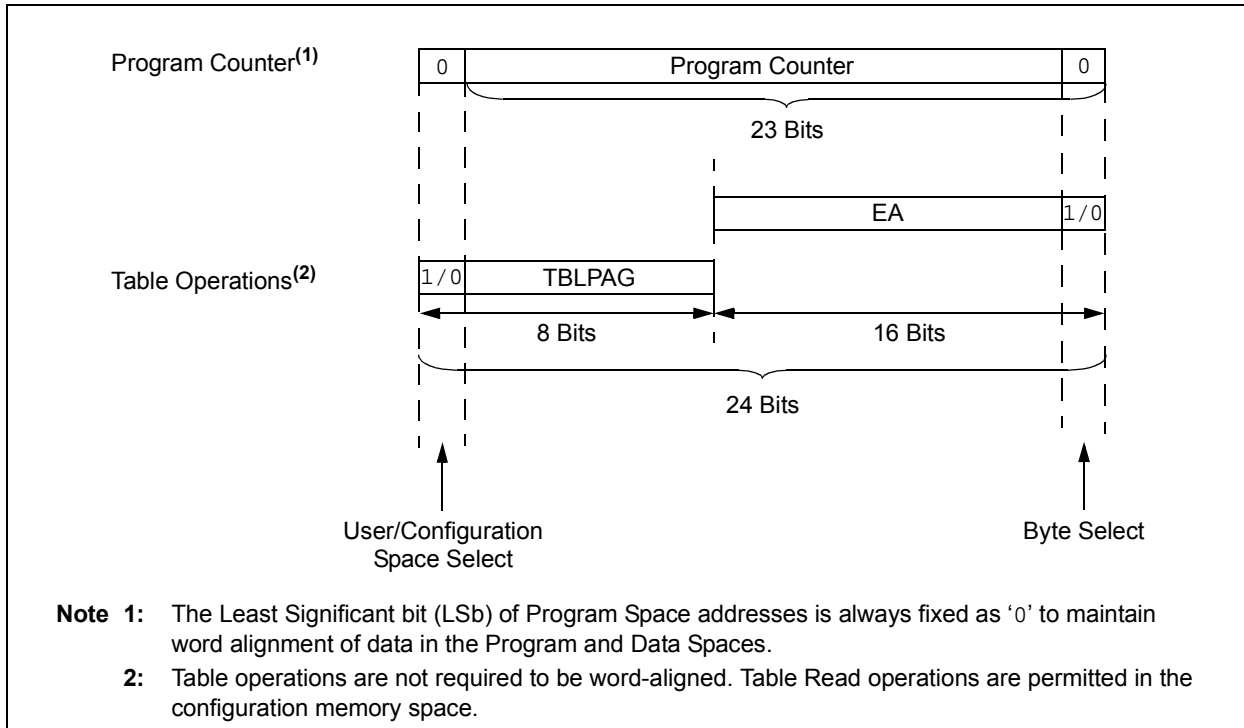 Program Counter(1)
0 Program Counter 0
23 Bits
EA 1/0
Table Operations(2)
1/0 TBLPAG
8 Bits 16 Bits
24 Bits
User/Configuration
Space Select
Byte Select
Note 1: The Least Significant bit (LSb) of Program Space addresses is always fixed as ‘0’ to maintain
word alignment of data in the Program and Data Spaces.
2: Table operations are not required to be word-aligned. Table Read operations are permitted in the
configuration memory space.